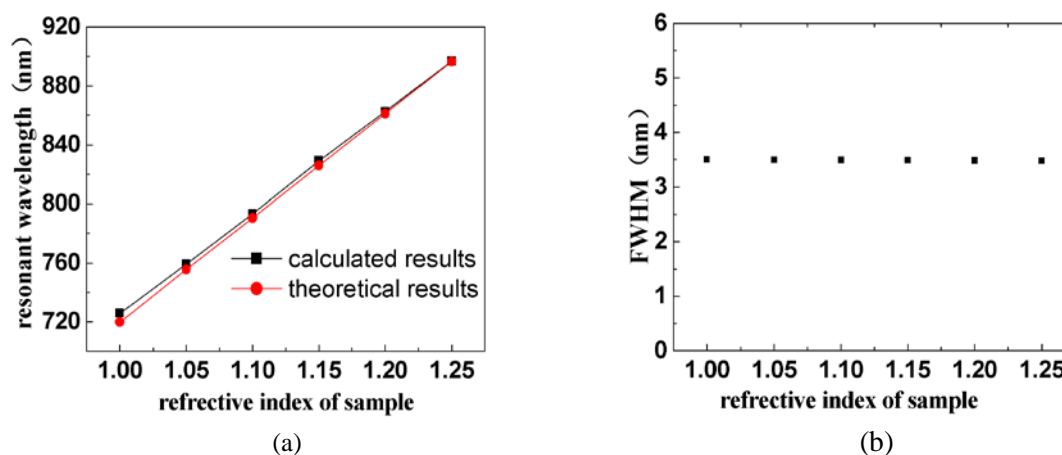 920
880
840
800
760
720
resonant wavelength (nm)
calculated results
theoretical results
1.00 1.05 1.10 1.15 1.20 1.25
refrective index of sample
(a)
6
5
4
3
2
1
0
FWHM (nm)
1.00 1.05 1.10 1.15 1.20 1.25
refrective index of sample
(b)